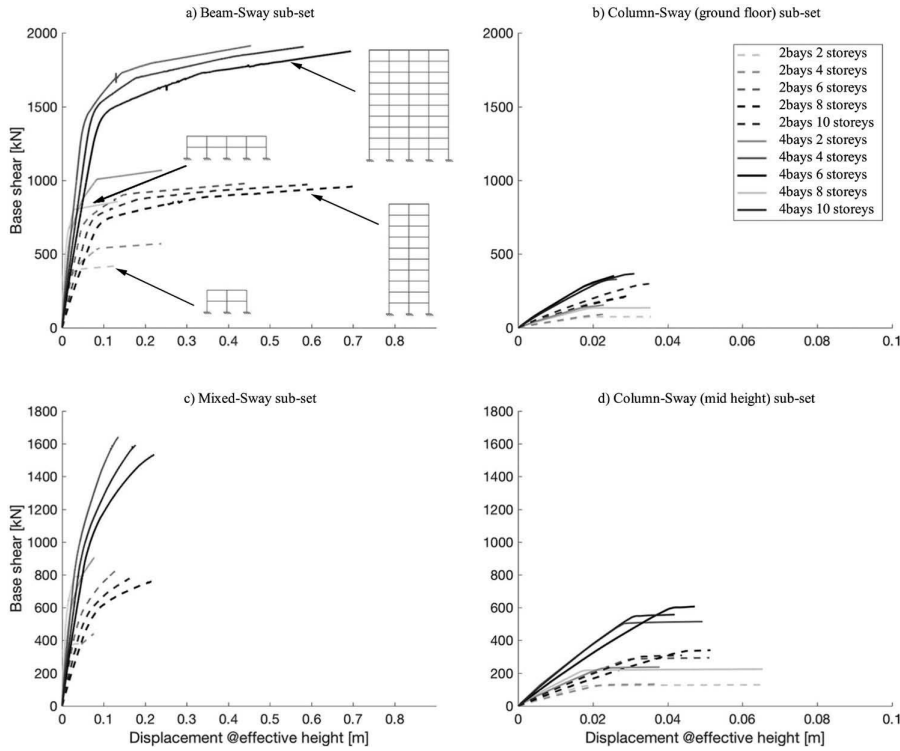 a) Beam-Sway sub-set
2000
1500
1000
500
0
Base shear [kN]
0 0.1 0.2 0.3 0.4 0.5 0.6 0.7 0.8
b) Column-Sway (ground floor) sub-set
2000
1500
1000
500
0
0 0.02 0.04 0.06 0.08 0.1
2bays 2 storeys
2bays 4 storeys
2bays 6 storeys
2bays 8 storeys
2bays 10 storeys
4bays 2 storeys
4bays 4 storeys
4bays 6 storeys
4bays 8 storeys
4bays 10 storeys
c) Mixed-Sway sub-set
1800
1600
1400
1200
1000
800
600
400
200
0
Base shear [kN]
0 0.1 0.2 0.3 0.4 0.5 0.6 0.7 0.8
Displacement @effective height [m]
d) Column-Sway (mid height) sub-set
1800
1600
1400
1200
1000
800
600
400
200
0
0 0.02 0.04 0.06 0.08 0.1
Displacement @effective height [m]